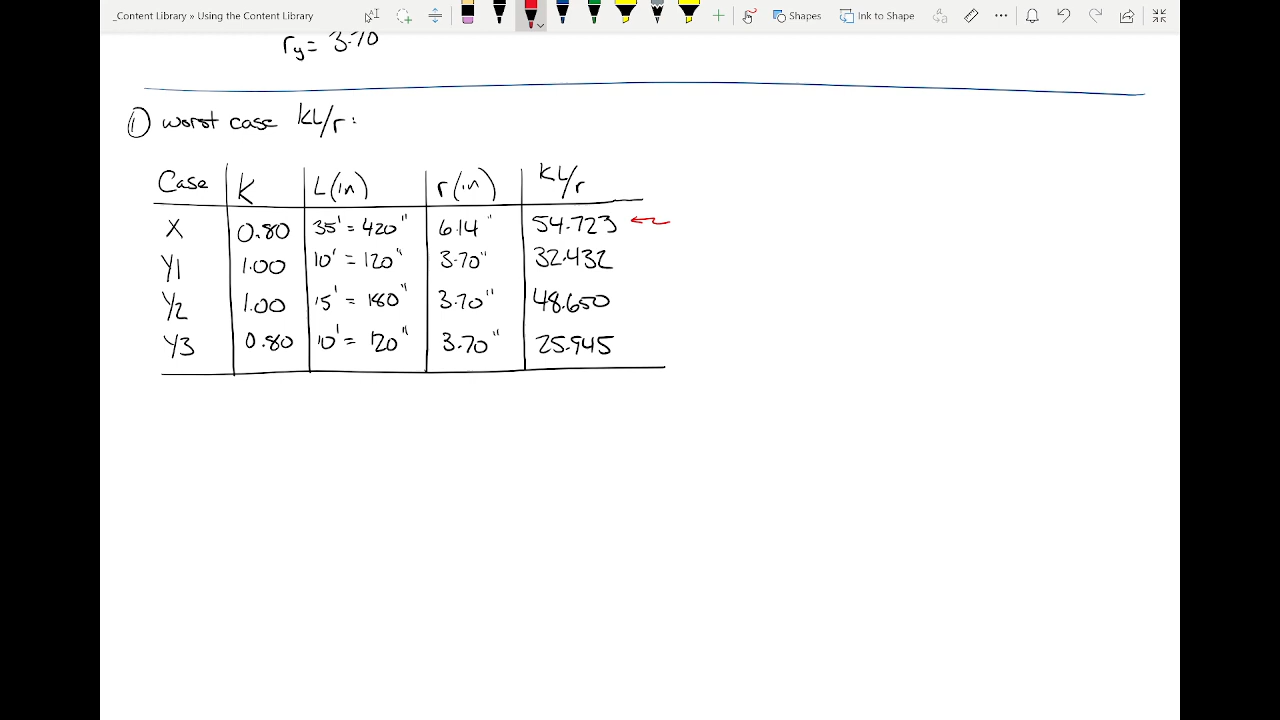 _Content Library » Using the Content Library
Shapes
Ink to Shape
ry = 3.70
① worst case KL/r:
Case K L(in) r(in) KL/r
X 0.80 35' = 420" 6.14" 54.723
Y1 1.00 10' = 120" 3.70" 32.432
Y2 1.00 15' = 180" 3.70" 48.650
Y3 0.80 10' = 120" 3.70" 25.945